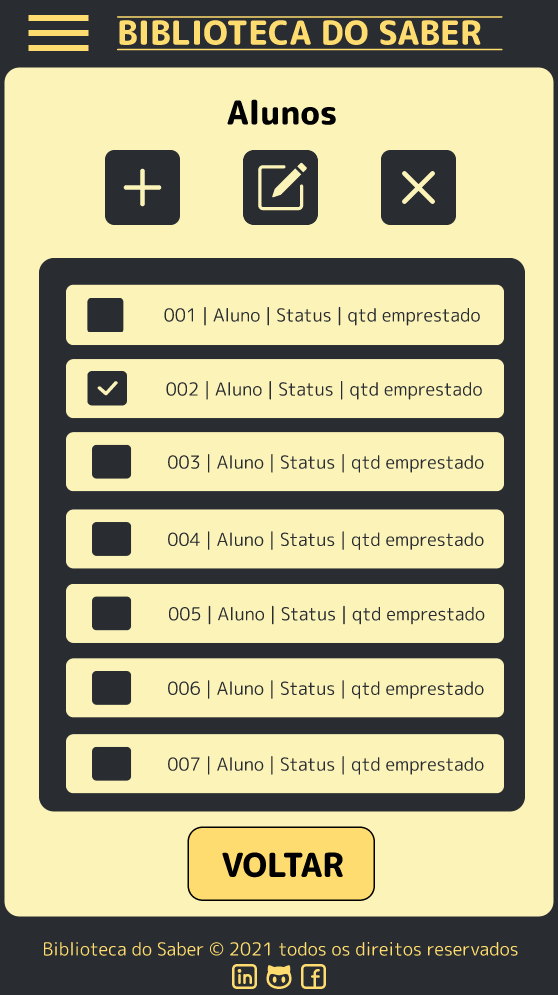 BIBLIOTECA DO SABER
Alunos
001 | Aluno | Status | qtd emprestado
002 | Aluno | Status | qtd emprestado
003 | Aluno | Status | qtd emprestado
004 | Aluno | Status | qtd emprestado
005 | Aluno | Status | qtd emprestado
006 | Aluno | Status | qtd emprestado
007 | Aluno | Status | qtd emprestado
VOLTAR
Biblioteca do Saber © 2021 todos os direitos reservados